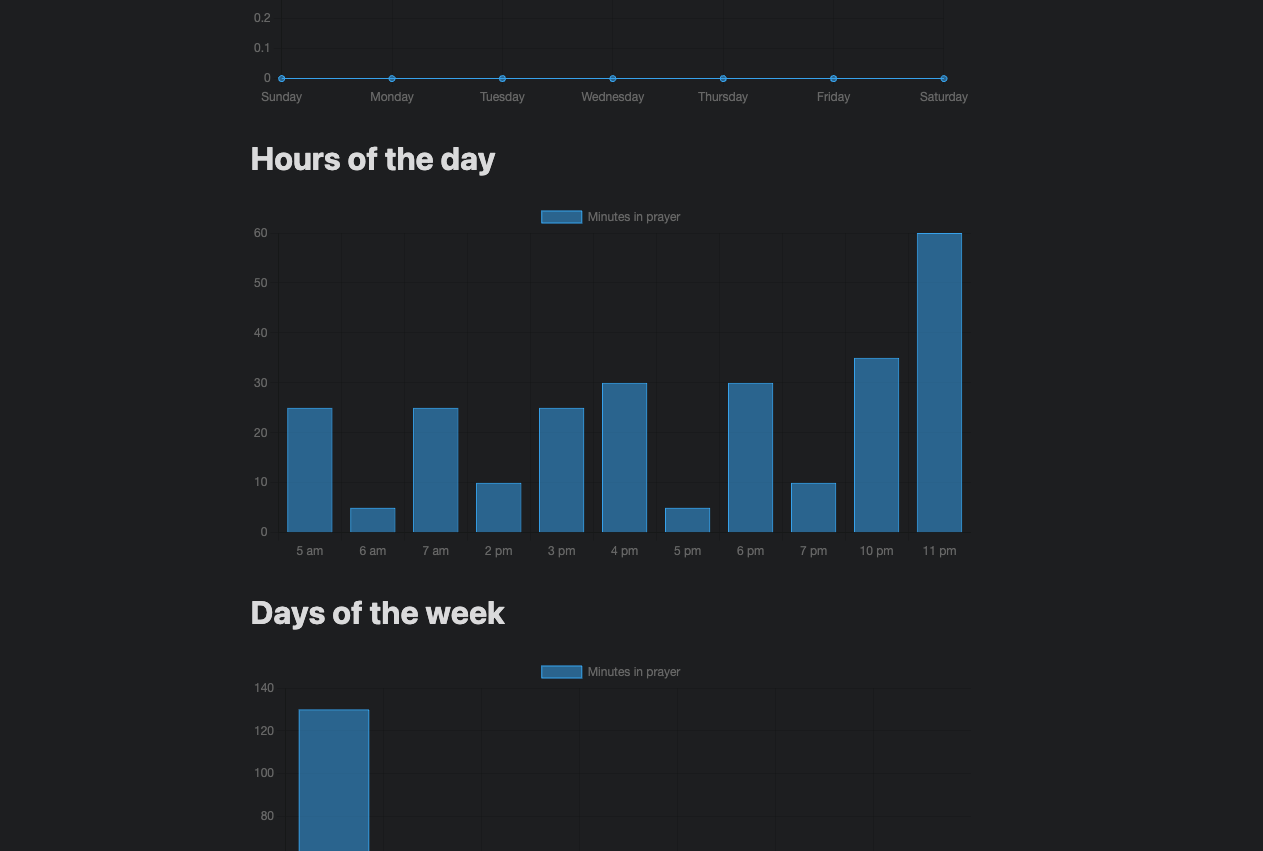 0.2
0.1
0
Sunday Monday Tuesday Wednesday Thursday Friday Saturday
Hours of the day
Minutes in prayer
60
50
40
30
20
10
0
5 am 6 am 7 am 2 pm 3 pm 4 pm 5 pm 6 pm 7 pm 10 pm 11 pm
Days of the week
Minutes in prayer
140
120
100
80